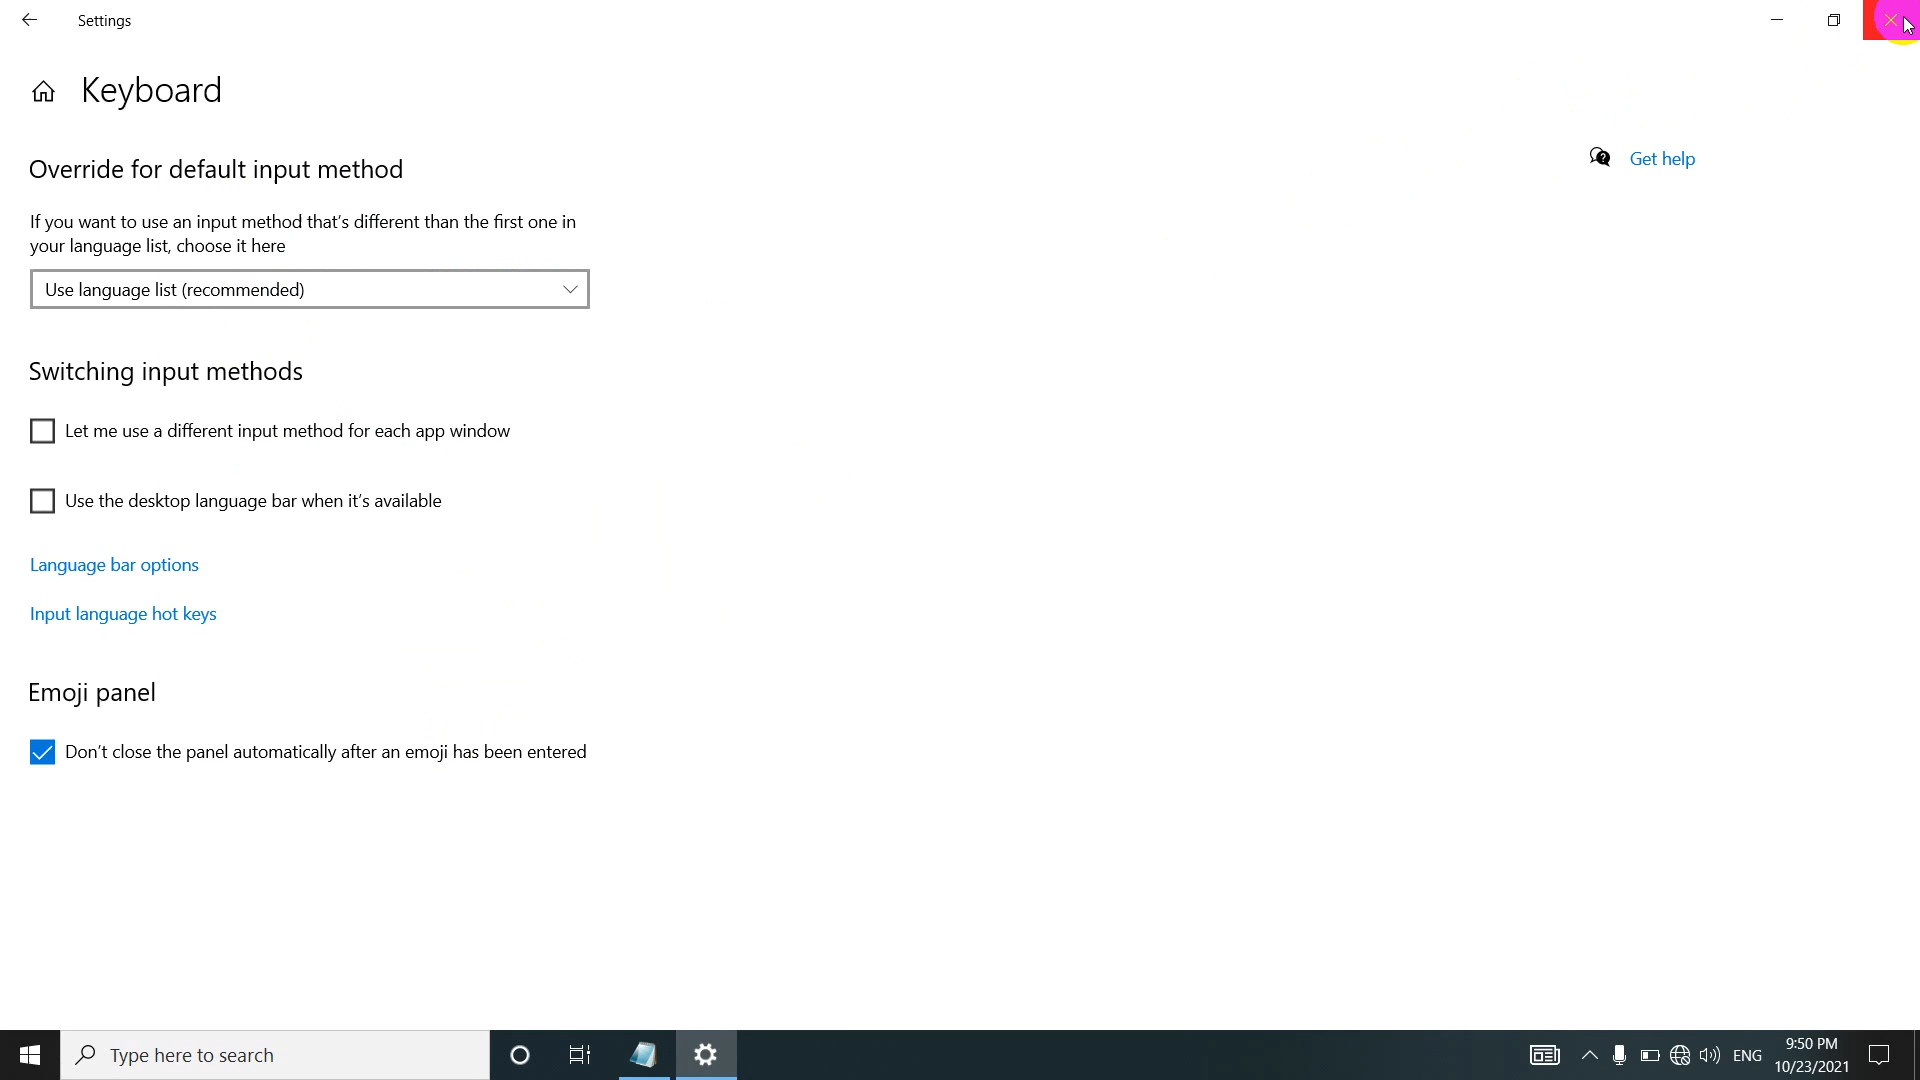 Settings
Keyboard
Override for default input method
Get help
If you want to use an input method that's different than the first one in
your language list, choose it here
Use language list (recommended)
Switching input methods
Let me use a different input method for each app window
Use the desktop language bar when it's available
Language bar options
Input language hot keys
Emoji panel
Don't close the panel automatically after an emoji has been entered
Type here to search
ENG
9:50 PM
10/23/2021